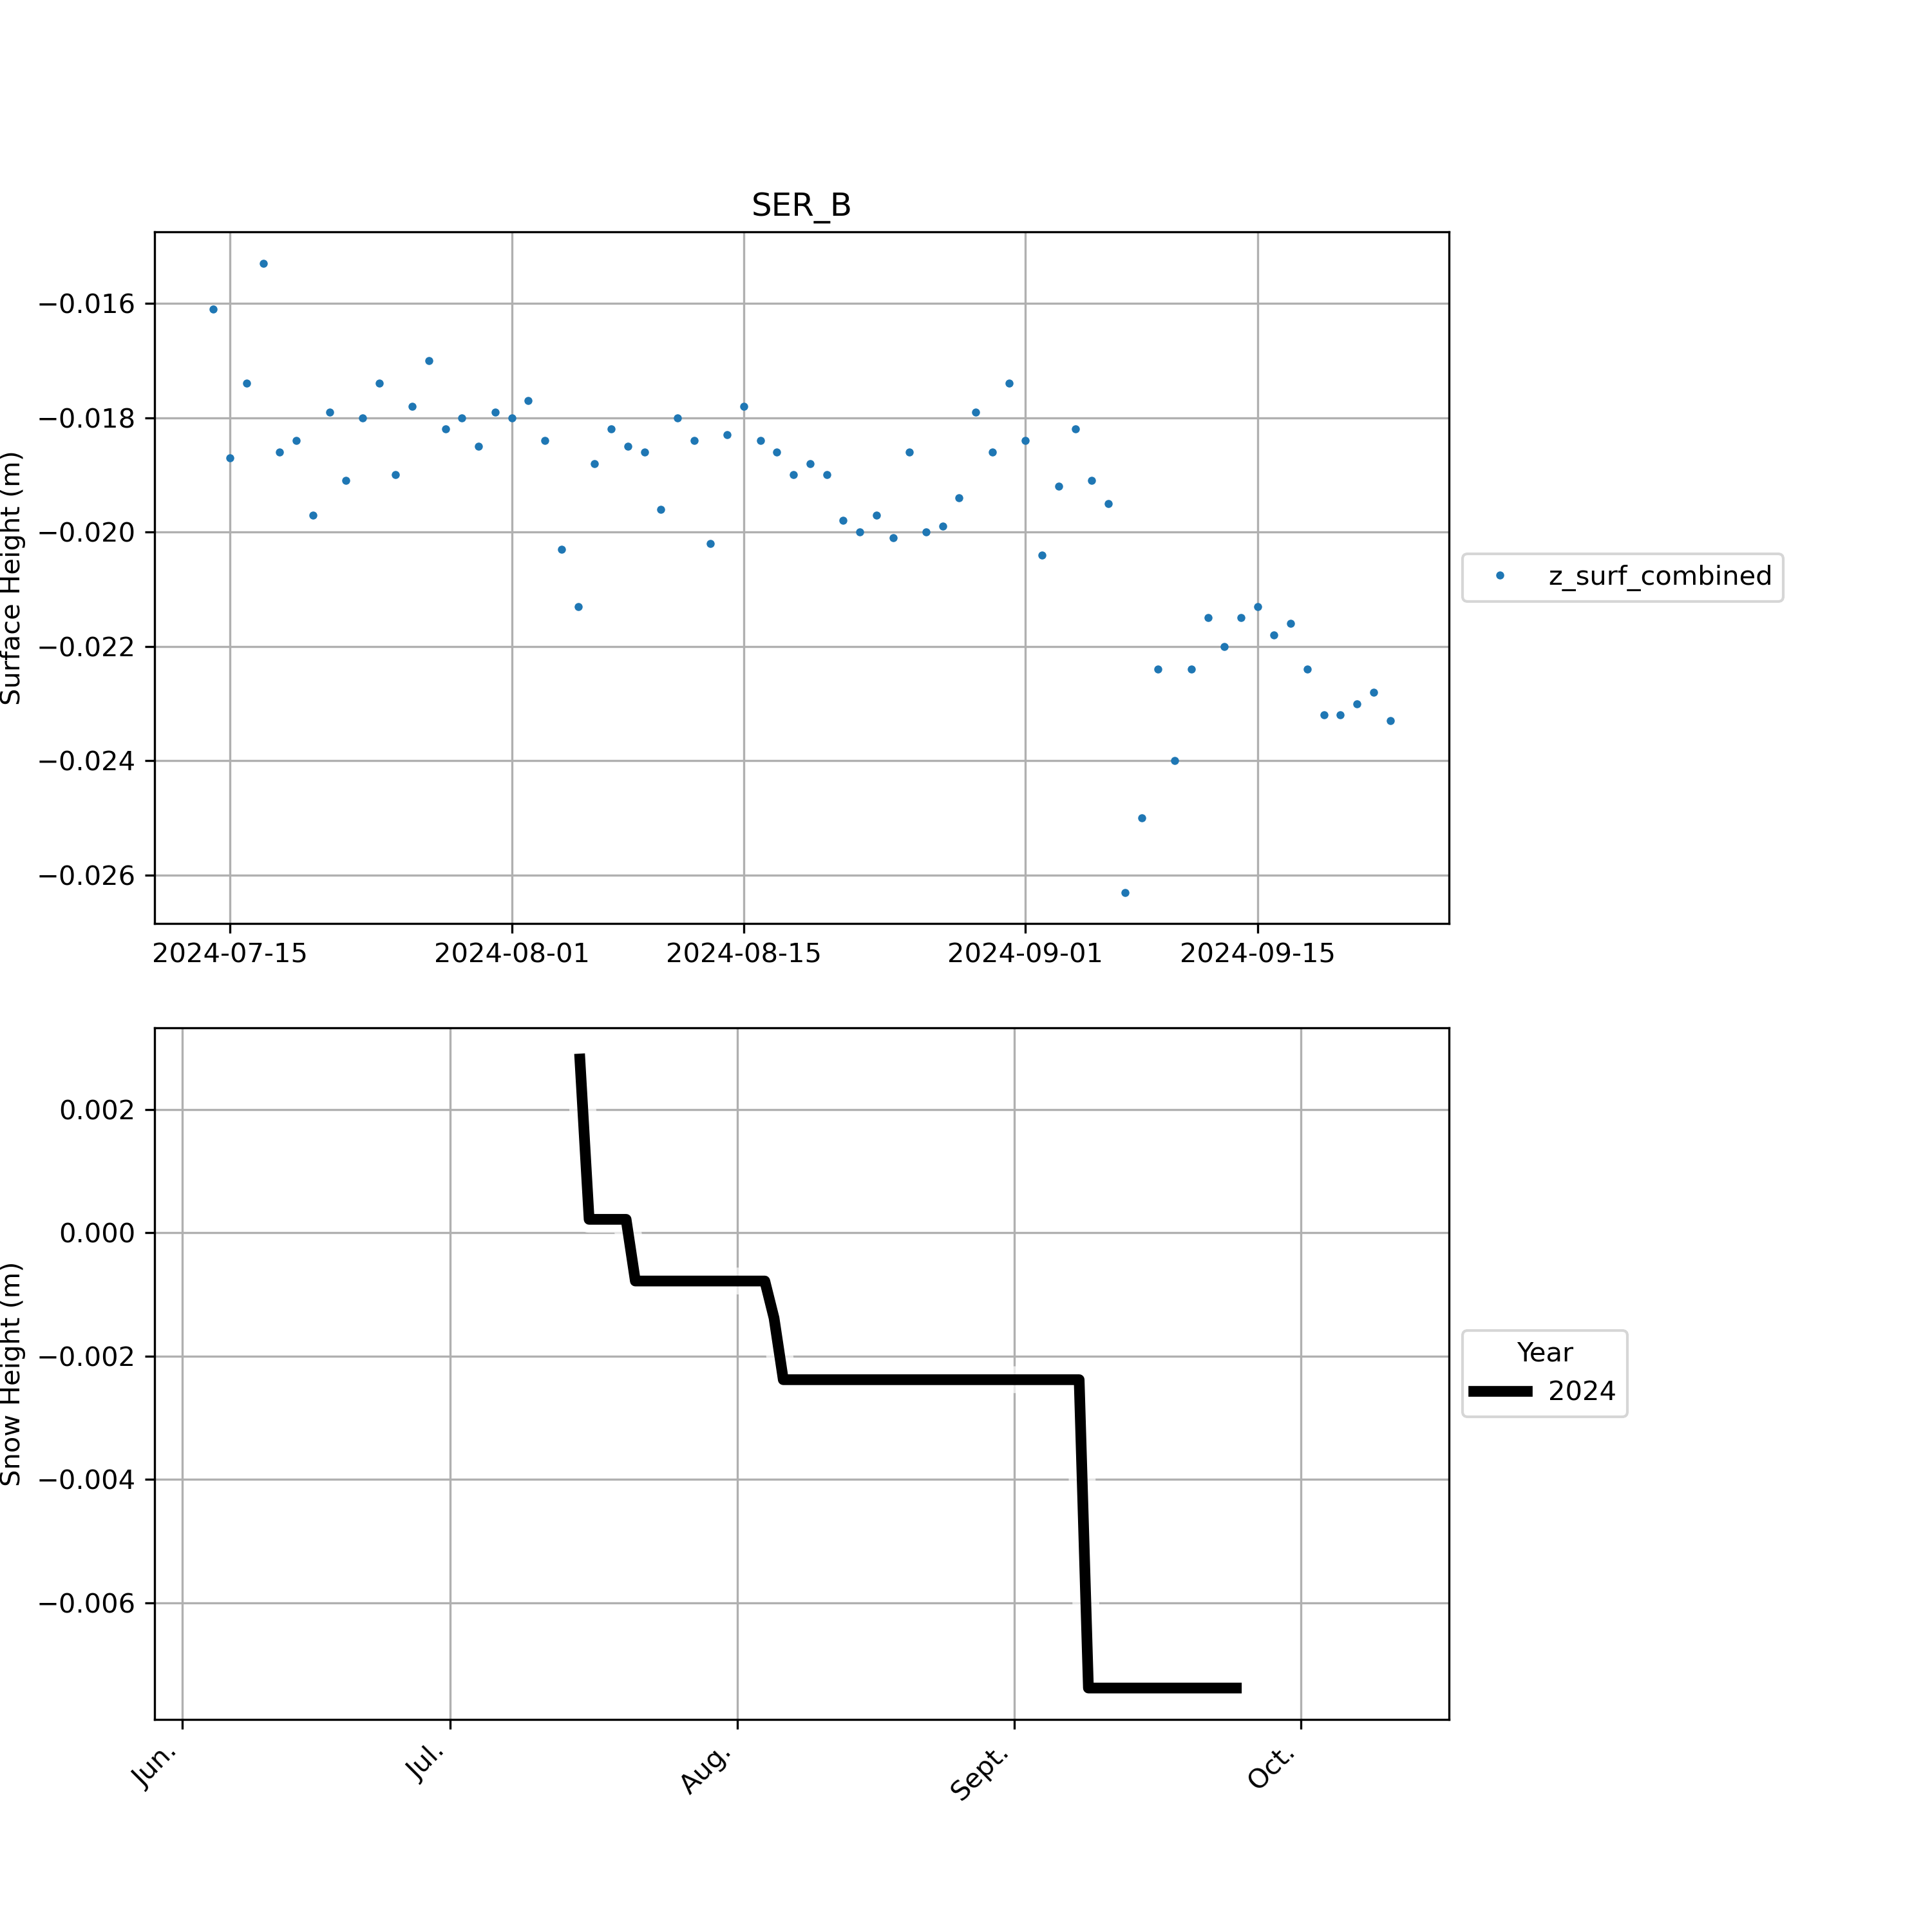 SER_B
Surface Height (m)
−0.016
−0.018
−0.020
−0.022
−0.024
−0.026
2024-07-15 2024-08-01 2024-08-15 2024-09-01 2024-09-15
z_surf_combined
Snow Height (m)
0.002
0.000
−0.002
−0.004
−0.006
Jun. Jul. Aug. Sept. Oct.
Year
2024